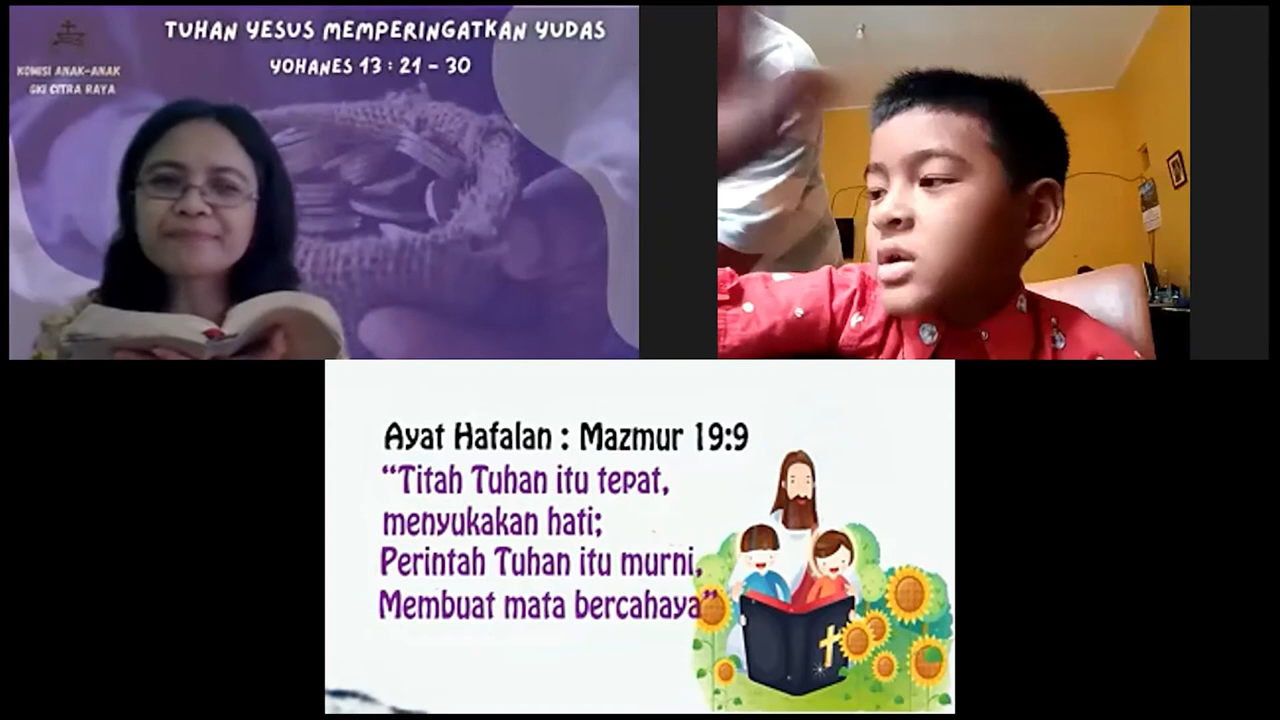 TUHAN YESUS MEMPERINGATKAN YUDAS
YOHANES 13 : 21 - 30
KOMISI ANAK-ANAK
GKI CITRA RAYA
Ayat Hafalan : Mazmur 19:9
“Titah Tuhan itu tepat,
menyukakan hati;
Perintah Tuhan itu murni,
Membuat mata bercahaya”